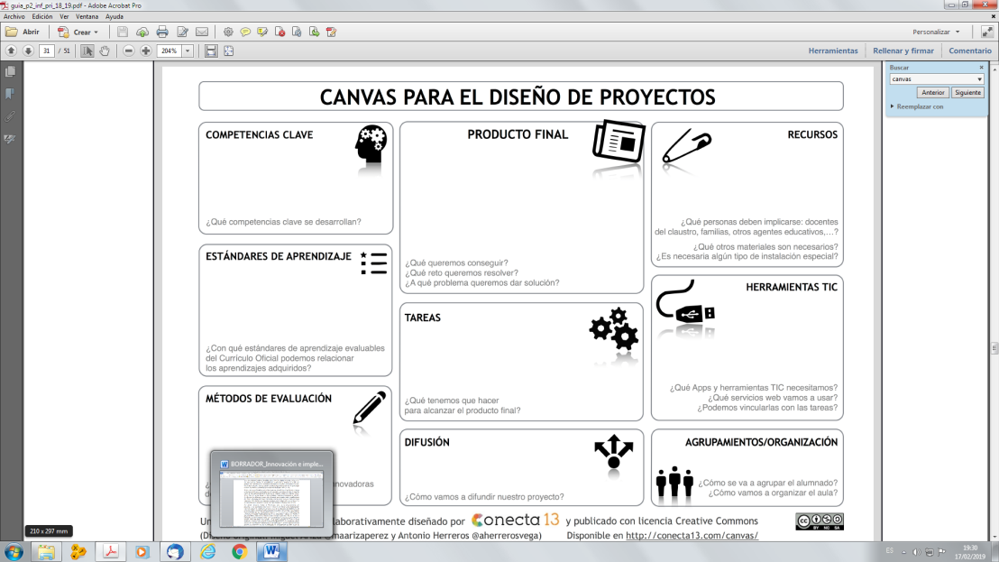 guia_p2_inf_pri_18_19.pdf - Adobe Acrobat Pro
Archivo Edición Ver Ventana Ayuda
Abrir Crear Personalizar
31 / 51 204% Herramientas Rellenar y firmar Comentario
Buscar
canvas
Anterior Siguiente
Reemplazar con
CANVAS PARA EL DISEÑO DE PROYECTOS
COMPETENCIAS CLAVE
¿Qué competencias clave se desarrollan?
ESTÁNDARES DE APRENDIZAJE
¿Con qué estándares de aprendizaje evaluables
del Currículo Oficial podemos relacionar
los aprendizajes adquiridos?
MÉTODOS DE EVALUACIÓN
nnovadoras
PRODUCTO FINAL
¿Qué queremos conseguir?
¿Qué reto queremos resolver?
¿A qué problema queremos dar solución?
TAREAS
¿Qué tenemos que hacer
para alcanzar el producto final?
DIFUSIÓN
¿Cómo vamos a difundir nuestro proyecto?
RECURSOS
¿Qué personas deben implicarse: docentes
del claustro, familias, otros agentes educativos,...?
¿Qué otros materiales son necesarios?
¿Es necesaria algún tipo de instalación especial?
HERRAMIENTAS TIC
¿Qué Apps y herramientas TIC necesitamos?
¿Qué servicios web vamos a usar?
¿Podemos vincularlas con las tareas?
AGRUPAMIENTOS/ORGANIZACIÓN
¿Cómo se va a agrupar el alumnado?
¿Cómo vamos a organizar el aula?
BORRADOR_Innovación e imple...
Un laborativamente diseñado por Conecta 13 y publicado con licencia Creative Commons
@maarizaperez y Antonio Herreros @aherrerosvega) Disponible en http://conecta13.com/canvas/
cc BY NC SA
210 x 297 mm
ES 19:30
17/02/2019